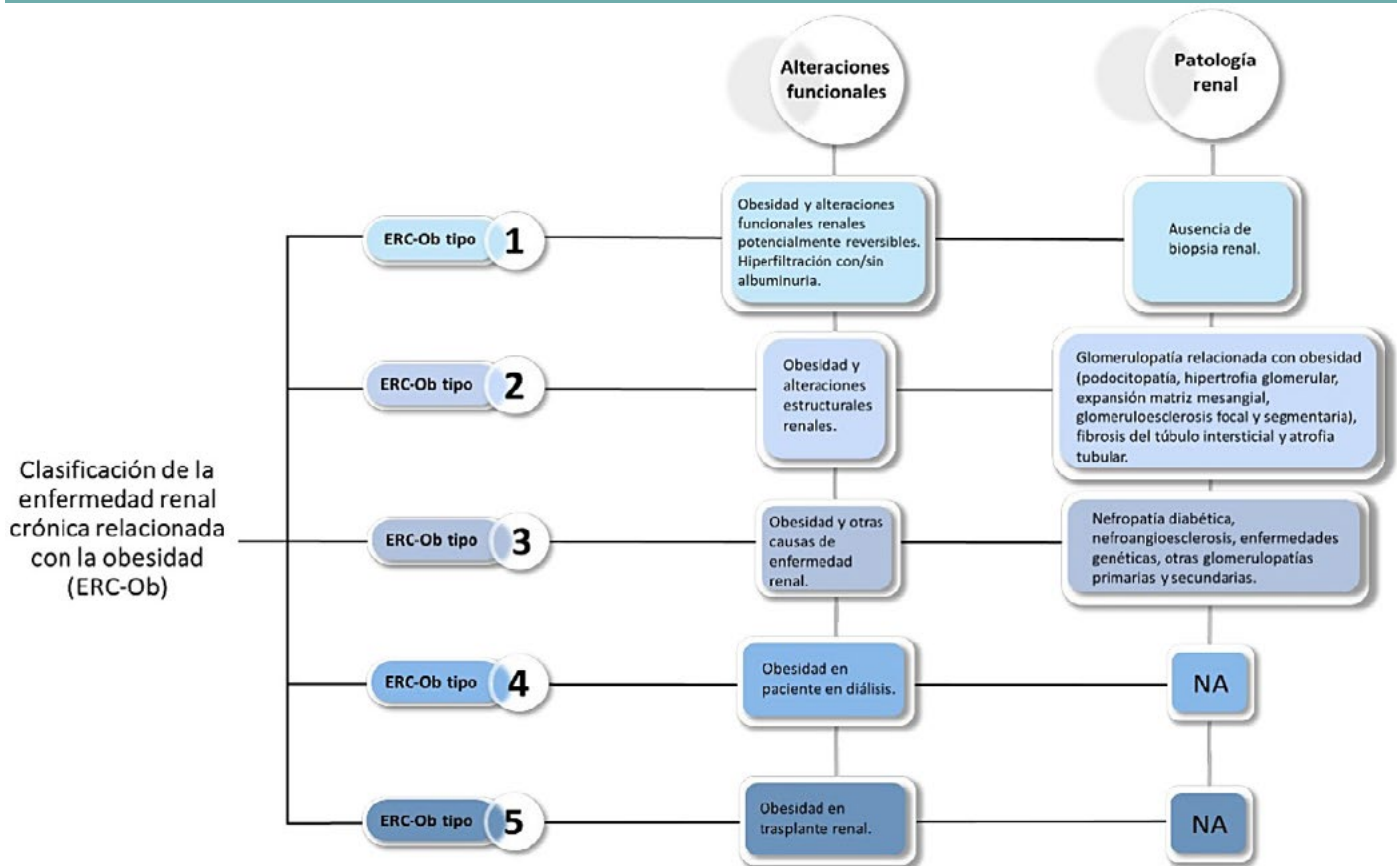 Alteraciones
funcionales
Patología
renal
Clasificación de la
enfermedad renal
crónica relacionada
con la obesidad
(ERC-Ob)
ERC-Ob tipo 1
Obesidad y alteraciones
funcionales renales
potencialmente reversibles.
Hiperfiltración con/sin
albuminuria.
Ausencia de
biopsia renal.
ERC-Ob tipo 2
Obesidad y
alteraciones
estructurales
renales.
Glomerulopatía relacionada con obesidad
(podocitopatía, hipertrofia glomerular,
expansión matriz mesangial,
glomeruloesclerosis focal y segmentaria),
fibrosis del túbulo intersticial y atrofia
tubular.
ERC-Ob tipo 3
Obesidad y otras
causas de
enfermedad
renal.
Nefropatía diabética,
nefroangioesclerosis, enfermedades
genéticas, otras glomerulopatías
primarias y secundarias.
ERC-Ob tipo 4
Obesidad en
paciente en diálisis.
NA
ERC-Ob tipo 5
Obesidad en
trasplante renal.
NA